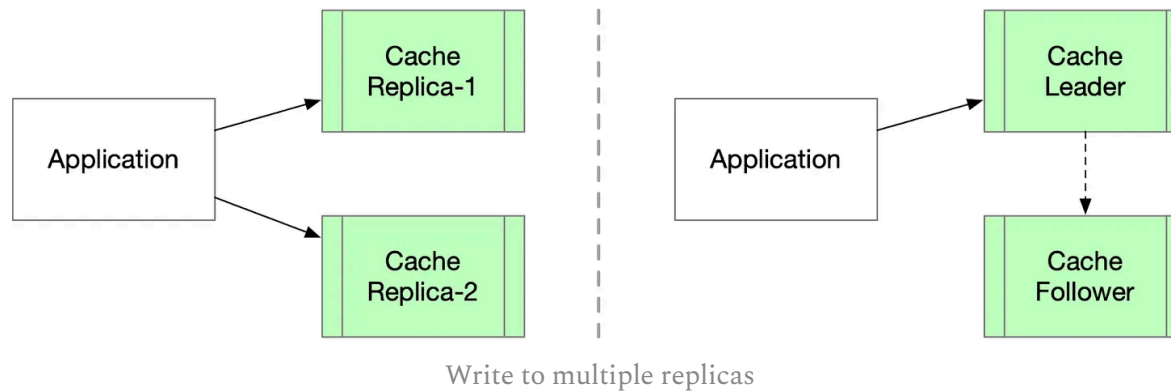 Application
Cache
Replica-1
Cache
Replica-2
Application
Cache
Leader
Cache
Follower
Write to multiple replicas